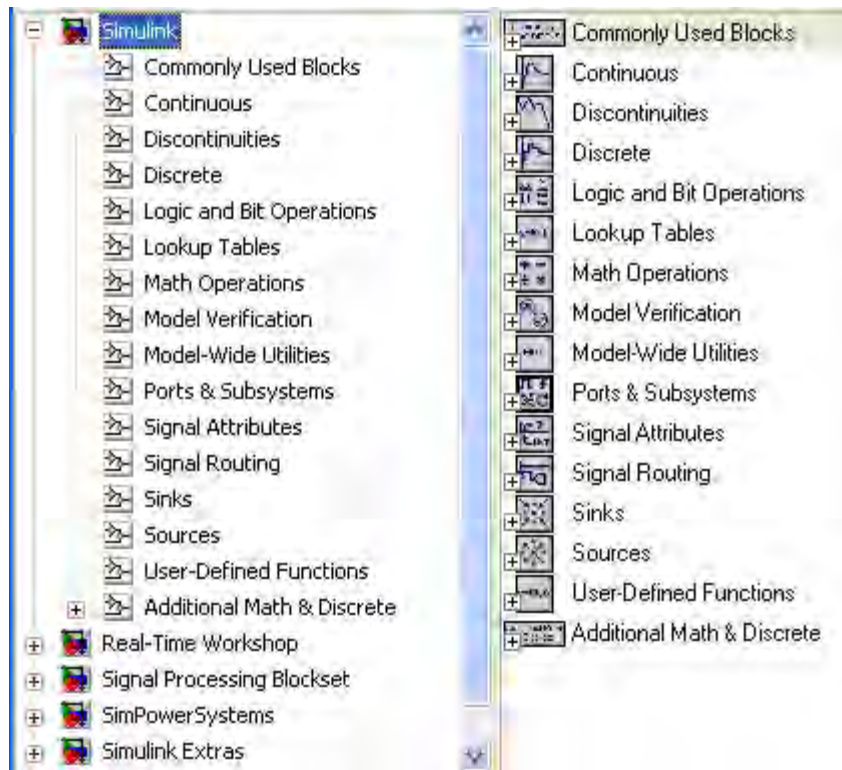 Simulink
Commonly Used Blocks
Continuous
Discontinuities
Discrete
Logic and Bit Operations
Lookup Tables
Math Operations
Model Verification
Model-Wide Utilities
Ports & Subsystems
Signal Attributes
Signal Routing
Sinks
Sources
User-Defined Functions
Additional Math & Discrete
Real-Time Workshop
Signal Processing Blockset
SimPowerSystems
Simulink Extras
Commonly Used Blocks
Continuous
Discontinuities
Discrete
Logic and Bit Operations
Lookup Tables
Math Operations
Model Verification
Model-Wide Utilities
Ports & Subsystems
Signal Attributes
Signal Routing
Sinks
Sources
User-Defined Functions
Additional Math & Discrete